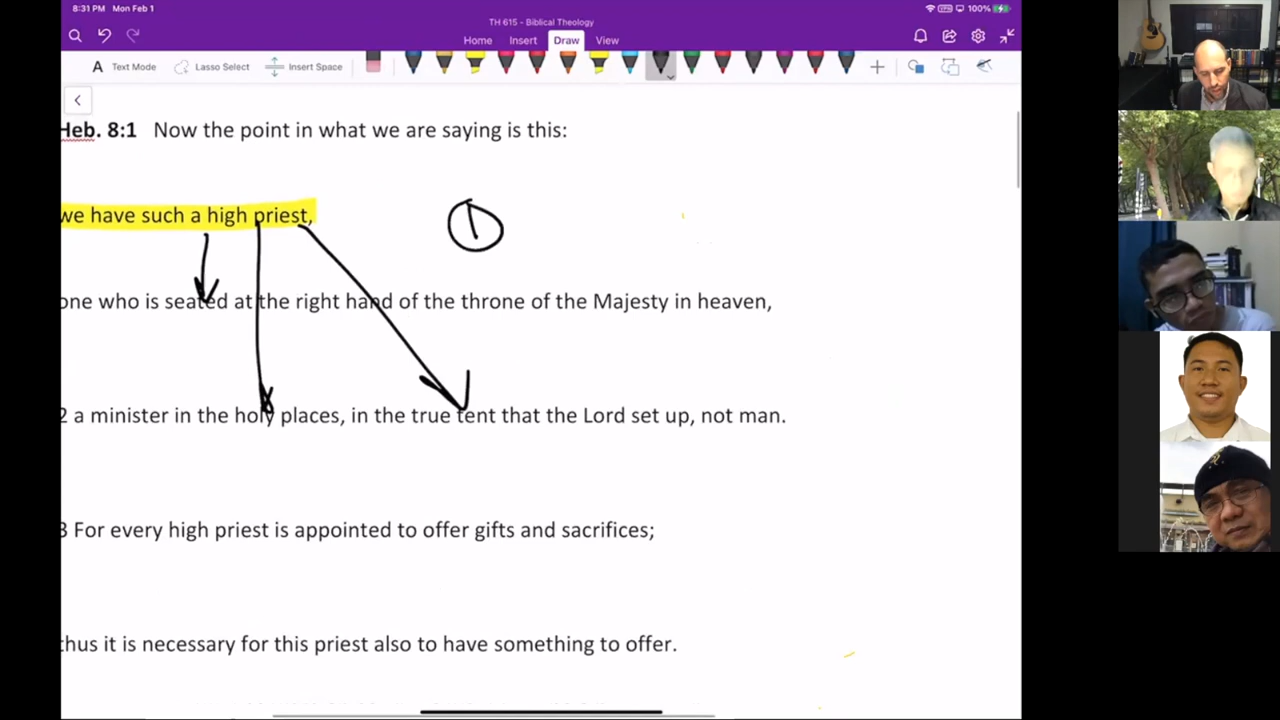 8:31 PM Mon Feb 1
100%
TH 615 - Biblical Theology
Home Insert Draw View
Text Mode Lasso Select Insert Space
Heb. 8:1 Now the point in what we are saying is this:
we have such a high priest,
1
one who is seated at the right hand of the throne of the Majesty in heaven,
2 a minister in the holy places, in the true tent that the Lord set up, not man.
3 For every high priest is appointed to offer gifts and sacrifices;
thus it is necessary for this priest also to have something to offer.